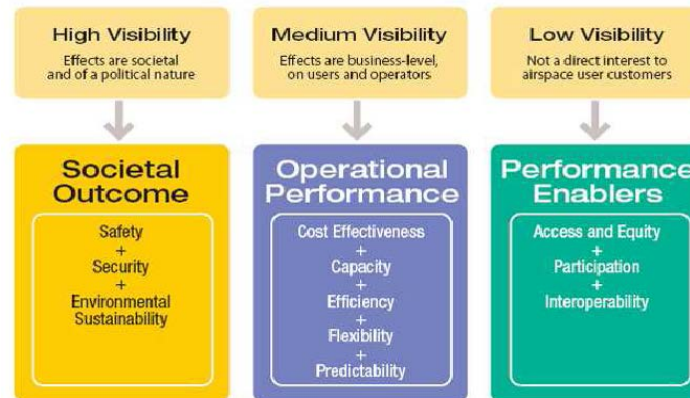 High Visibility
Effects are societal
and of a political nature
Medium Visibility
Effects are business-level,
on users and operators
Low Visibility
Not a direct interest to
airspace user customers
Societal
Outcome
Safety
+
Security
+
Environmental
Sustainability
Operational
Performance
Cost Effectiveness
+
Capacity
+
Efficiency
+
Flexibility
+
Predictability
Performance
Enablers
Access and Equity
+
Participation
+
Interoperability